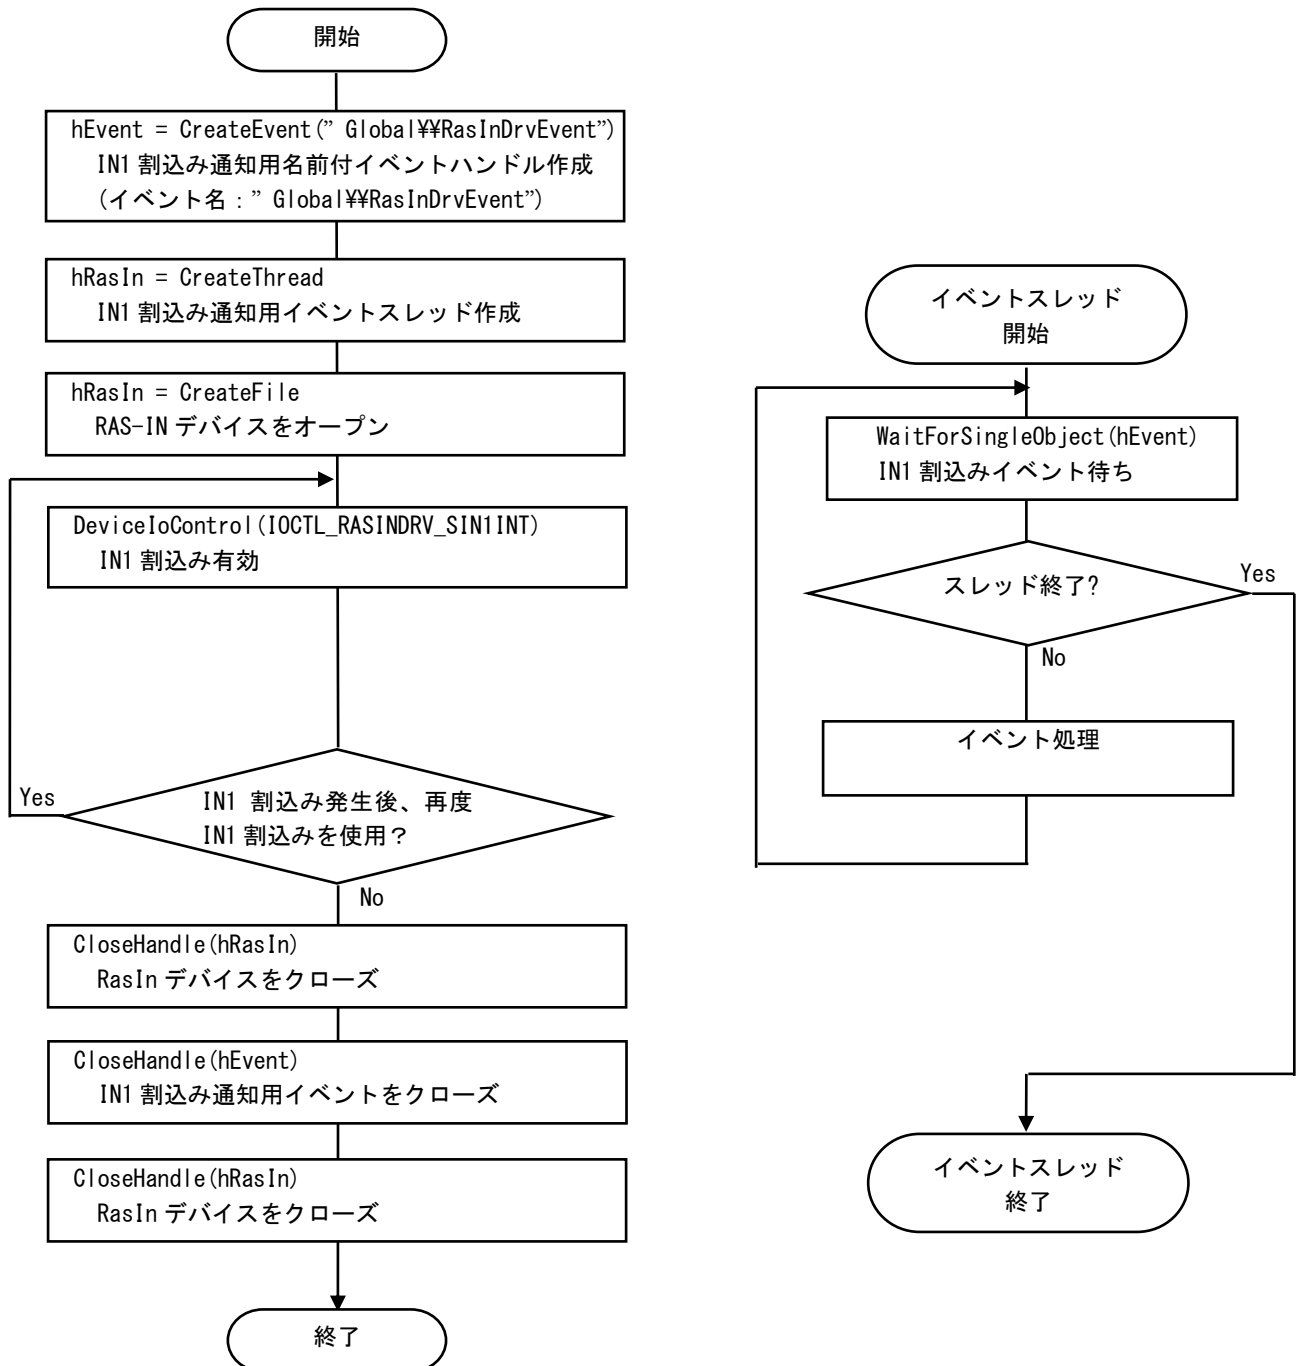 開始
hEvent = CreateEvent(” Global¥¥RasInDrvEvent”)
IN1 割込み通知用名前付イベントハンドル作成
(イベント名：” Global¥¥RasInDrvEvent”)
hRasIn = CreateThread
IN1 割込み通知用イベントスレッド作成
hRasIn = CreateFile
RAS-IN デバイスをオープン
DeviceIoControl(IOCTL_RASINDRV_SIN1INT)
IN1 割込み有効
Yes
IN1 割込み発生後、再度
IN1 割込みを使用？
No
CloseHandle(hRasIn)
RasIn デバイスをクローズ
CloseHandle(hEvent)
IN1 割込み通知用イベントをクローズ
CloseHandle(hRasIn)
RasIn デバイスをクローズ
終了
イベントスレッド
開始
WaitForSingleObject(hEvent)
IN1 割込みイベント待ち
スレッド終了?
Yes
No
イベント処理
イベントスレッド
終了